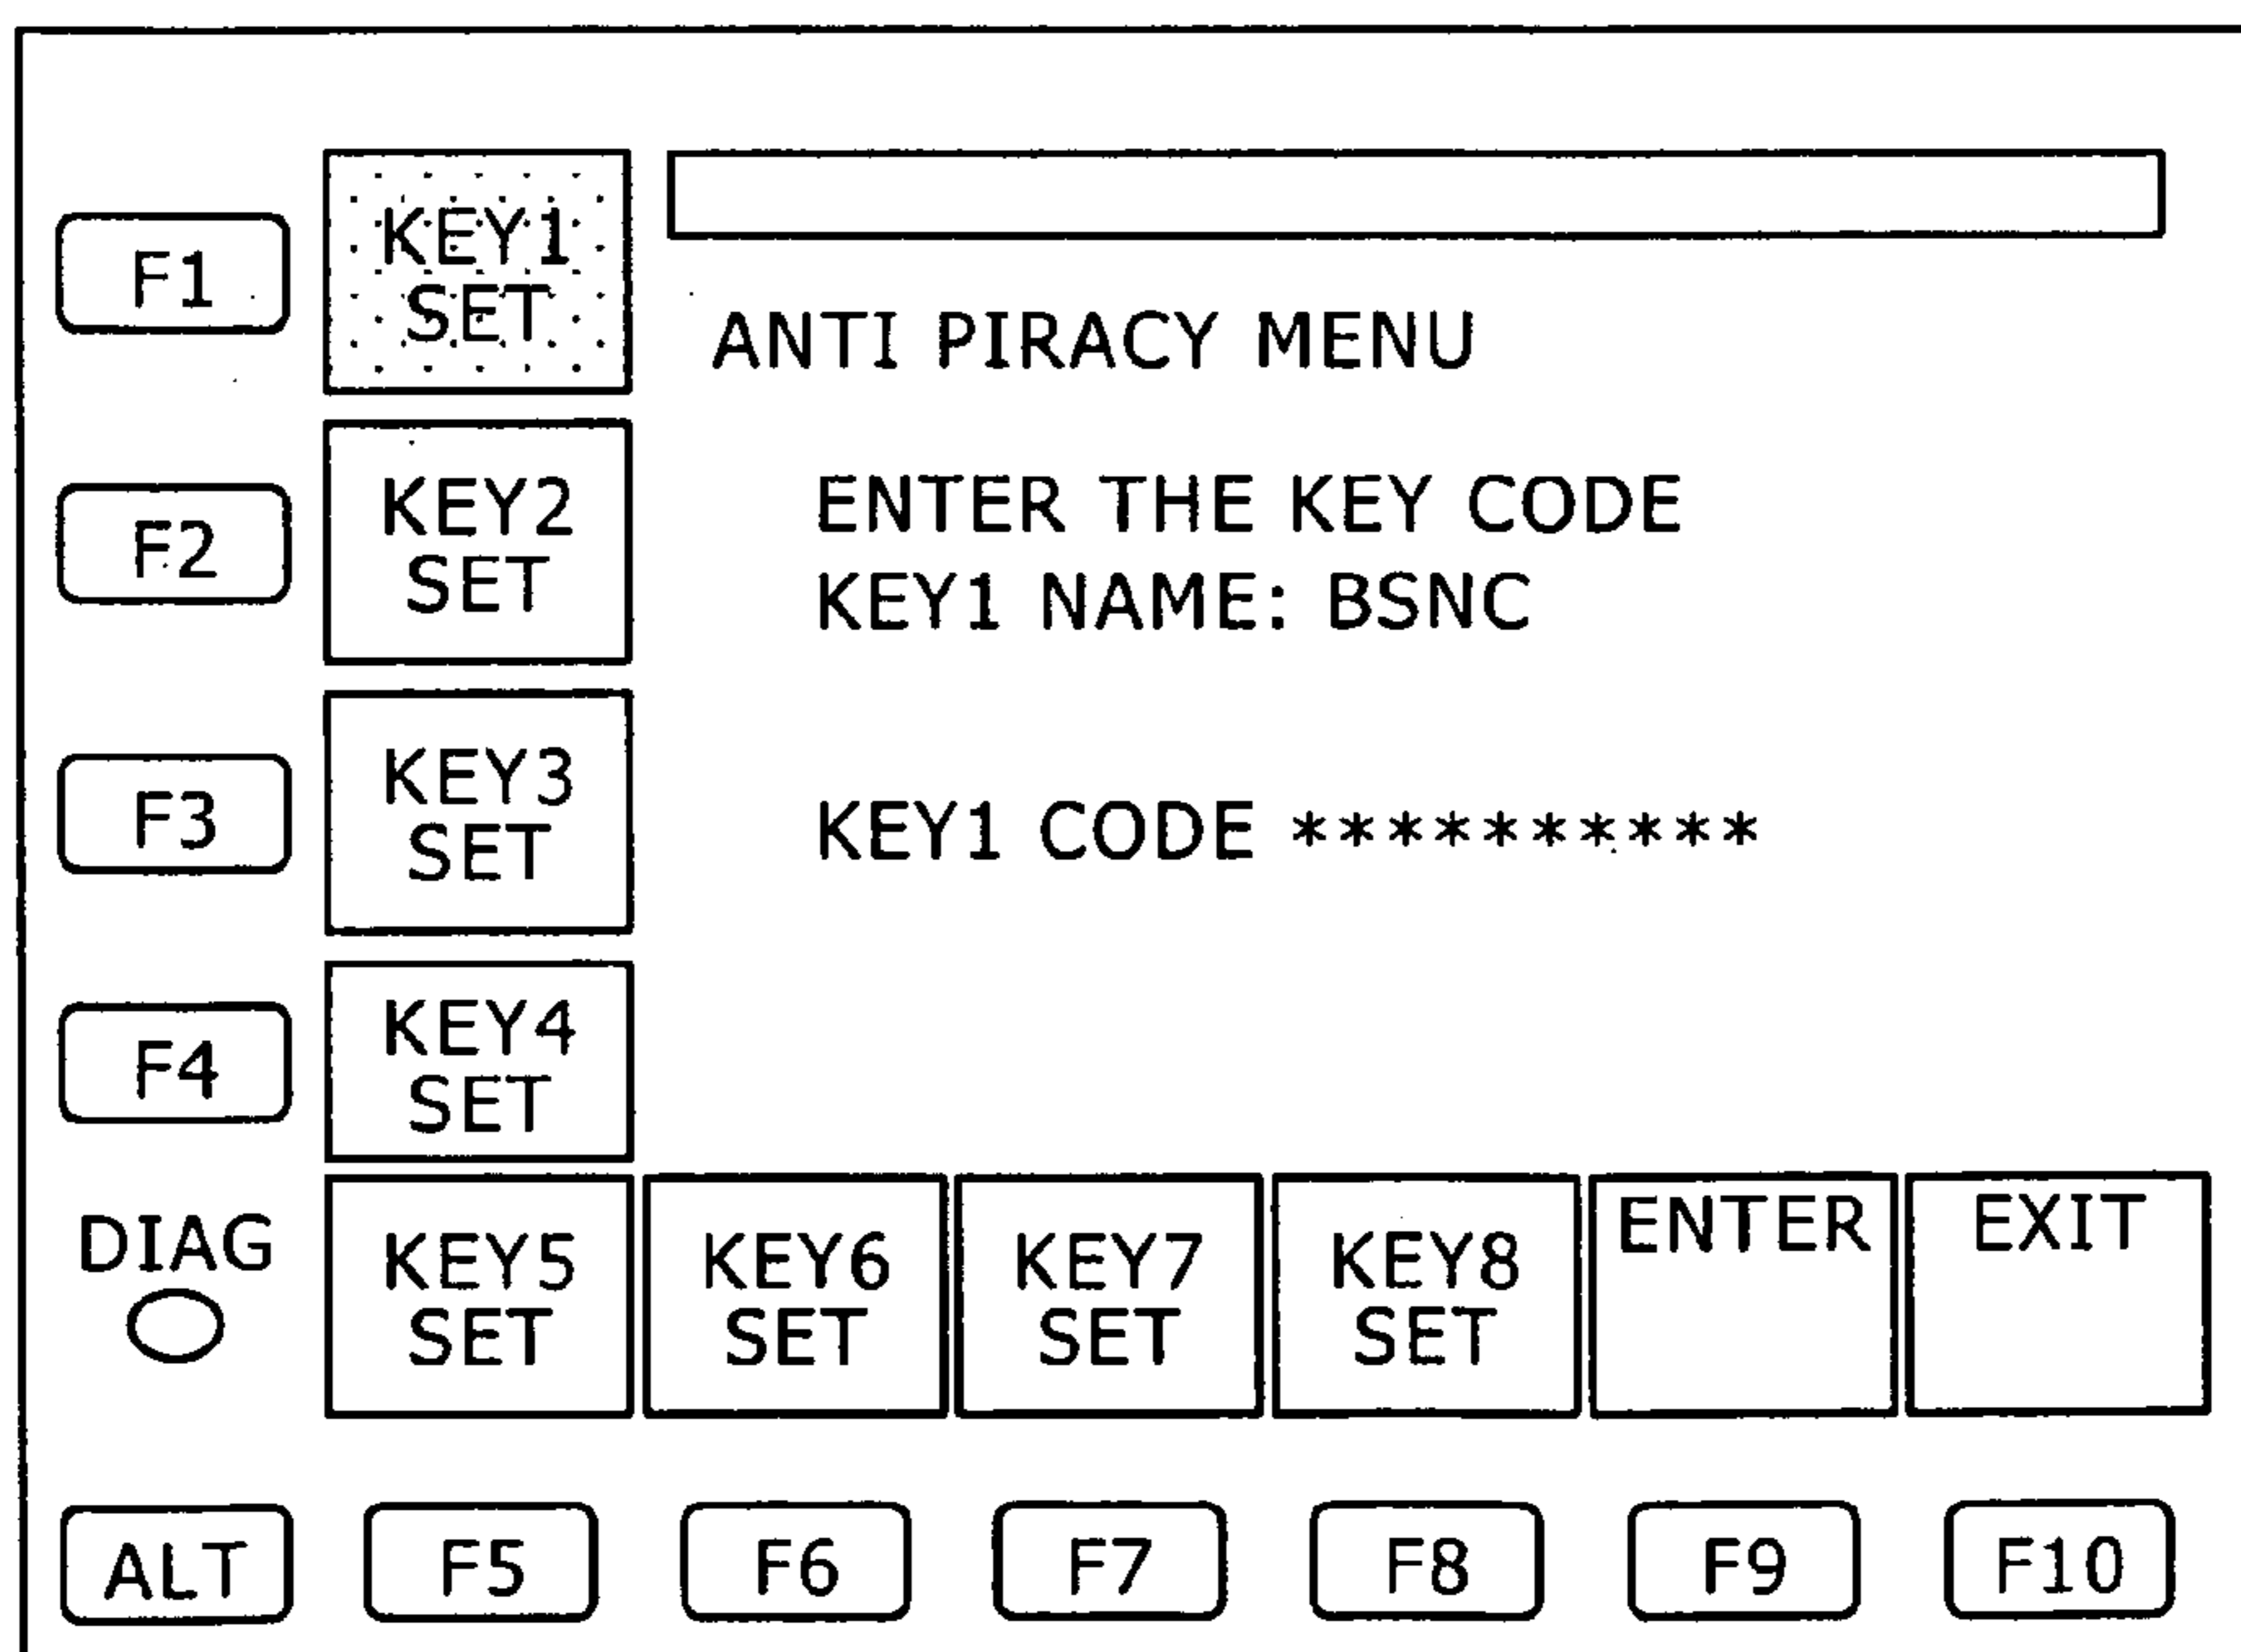 F1
KEY1
SET
ANTI PIRACY MENU
F2
KEY2
SET
ENTER THE KEY CODE
KEY1 NAME: BSNC
F3
KEY3
SET
KEY1 CODE **********
F4
KEY4
SET
DIAG
KEY5
SET
KEY6
SET
KEY7
SET
KEY8
SET
ENTER
EXIT
ALT
F5
F6
F7
F8
F9
F10